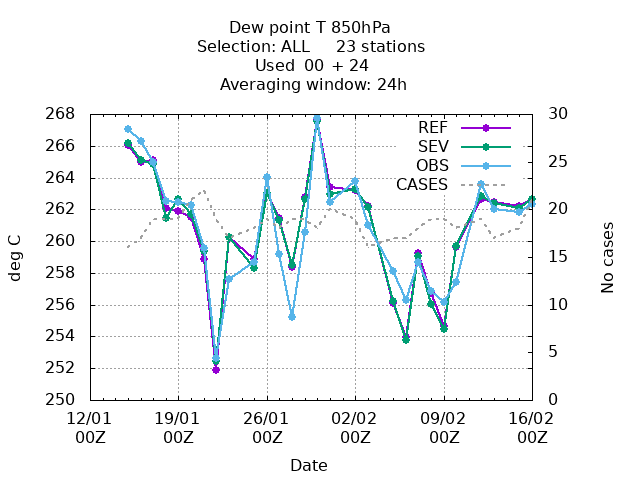 Dew point T 850hPa
Selection: ALL 23 stations
Used 00 + 24
Averaging window: 24h
268 30
REF
266 SEV 25
OBS
264 CASES
262 20
260 15
258
256 10
254 5
252
250 0
deg C
No cases
12/01 19/01 26/01 02/02 09/02 16/02
00Z 00Z 00Z 00Z 00Z 00Z
Date